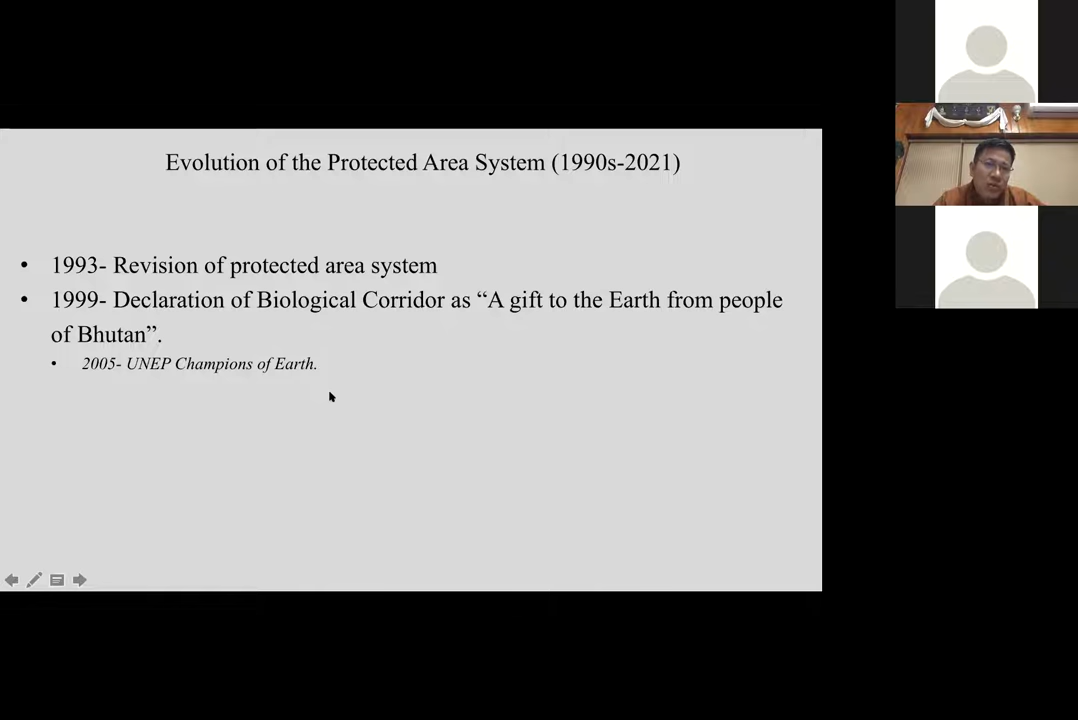 Evolution of the Protected Area System (1990s-2021)
• 1993- Revision of protected area system
• 1999- Declaration of Biological Corridor as “A gift to the Earth from people
of Bhutan”.
• 2005- UNEP Champions of Earth.